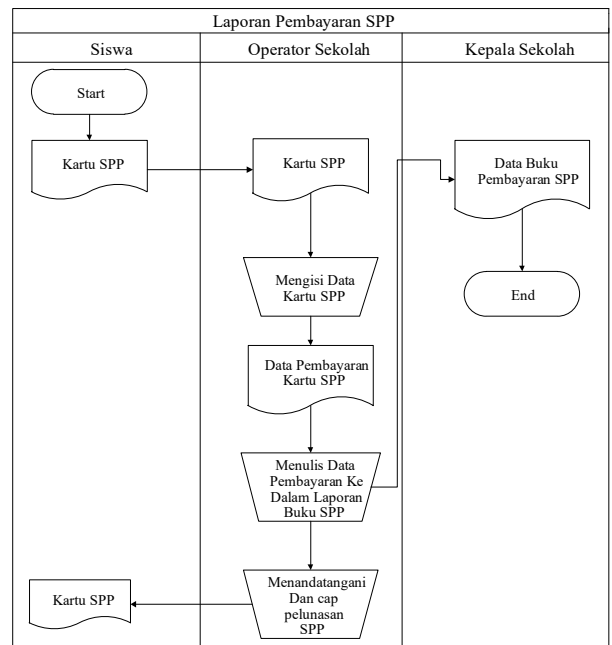 Laporan Pembayaran SPP
Siswa
Operator Sekolah
Kepala Sekolah
Start
Kartu SPP
Kartu SPP
Data Buku
Pembayaran SPP
Mengisi Data
Kartu SPP
End
Data Pembayaran
Kartu SPP
Menulis Data
Pembayaran Ke
Dalam Laporan
Buku SPP
Kartu SPP
Menandatangani
Dan cap
pelunasan
SPP